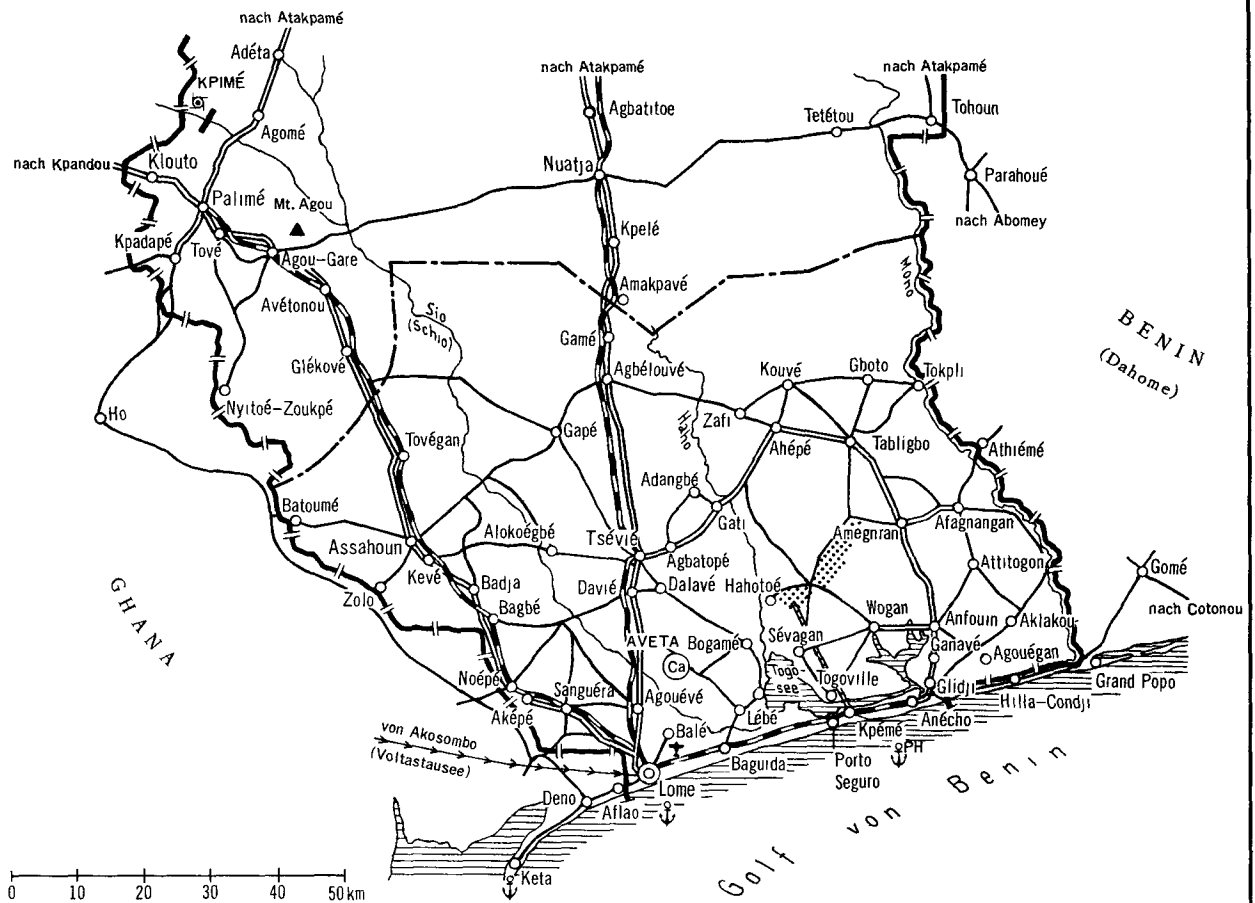 nach Atakpamé
Adéta
KPIMÉ
Agomé
nach Kpandou
Klouto
Palimé
Mt. Agou
Kpadapé
Tové
Agou-Gare
Avétonou
Sio
(Schio)
Glékové
Ho
Nyitoé-Zoukpé
Tovégan
Gapé
Batoumé
Assahoun
Alokoégbé
Kevé
Zolo
Badja
Bagbé
GHANA
Noépé
Aképé
Sanguéra
von Akosombo
(Voltastausee)
Deno
Aflao
Keta
nach Atakpamé
Agbatitoe
Nuatja
Kpelé
Amakpavé
Gamé
Agbélouvé
Tsévié
Davié
Dalavé
Agbatopé
Adangbé
Gati
AVETA
Ca
Bogamé
Agouévé
Lébé
Balé
Lome
Baguida
nach Atakpamé
Tetétou
Tohoun
Parahoué
nach Abomey
Mono
BENIN
(Dahome)
Kouvé
Gboto
Tokpli
Zafi
Haho
Ahépé
Tabligbo
Athiémé
Amégnran
Afagnangan
Attitogon
Hahotoé
Sévagan
Wogan
Anfouin
Aklakou
Gomé
nach Cotonou
Ganavé
Agouégan
Togo-
see
Togoville
Glidji
Grand Popo
Hilla-Condji
Anécho
Kpémé
PH
Porto
Seguro
Golf von Benin
0 10 20 30 40 50 km